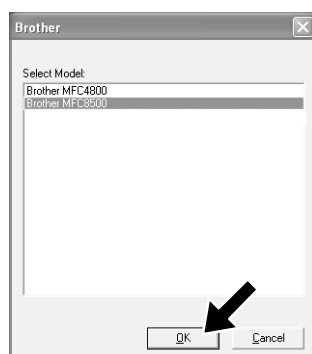 Brother
Select Model:
Brother MFC4800
Brother MFC8500
OK Cancel